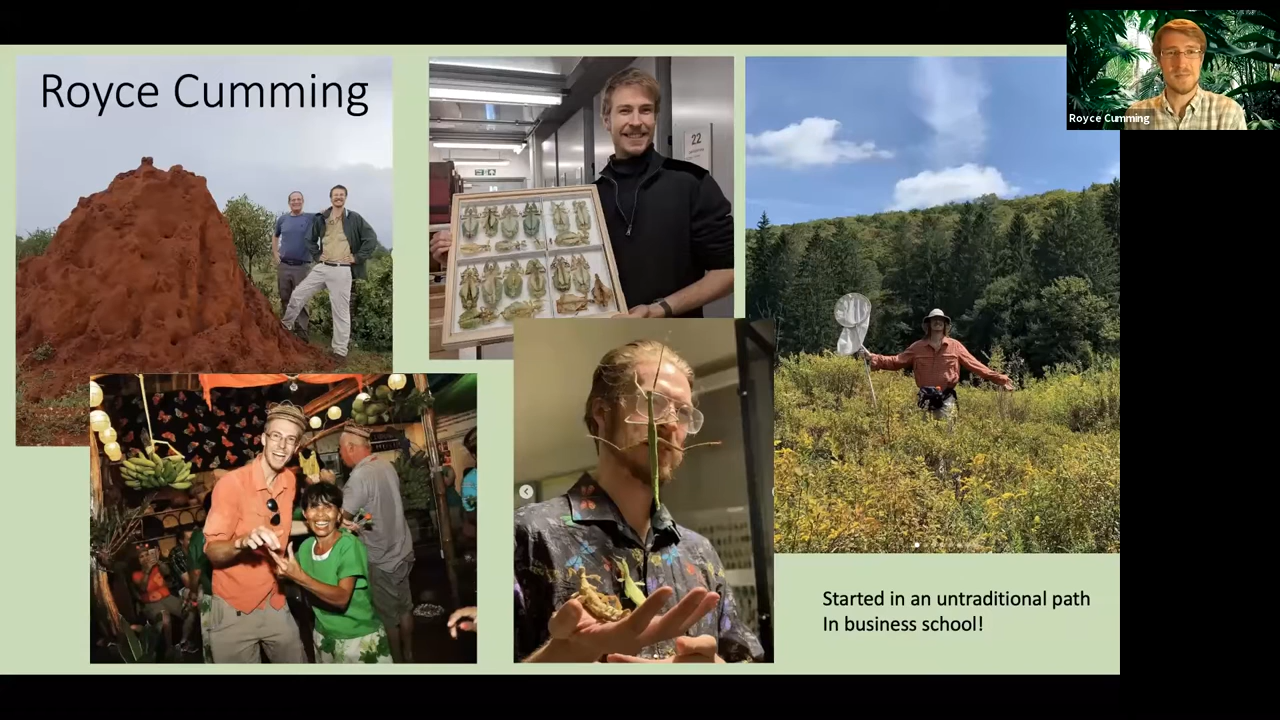 Royce Cumming
22
Royce Cumming
Started in an untraditional path
In business school!